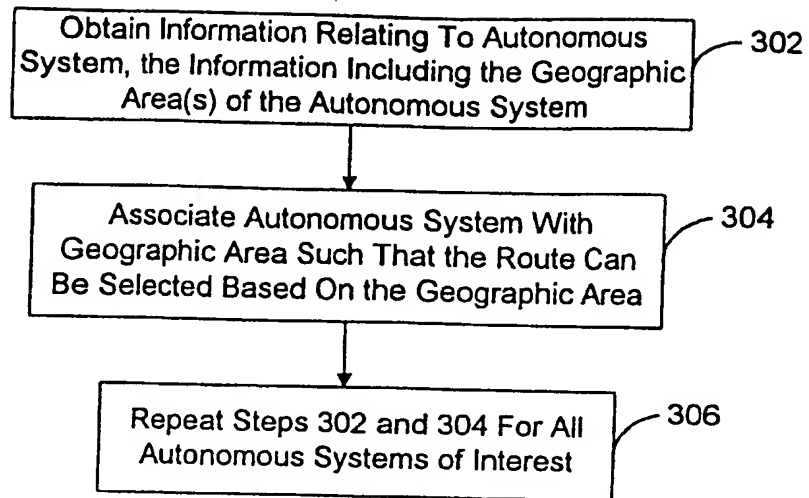 Obtain Information Relating To Autonomous
System, the Information Including the Geographic
Area(s) of the Autonomous System
302
Associate Autonomous System With
Geographic Area Such That the Route Can
Be Selected Based On the Geographic Area
304
Repeat Steps 302 and 304 For All
Autonomous Systems of Interest
306